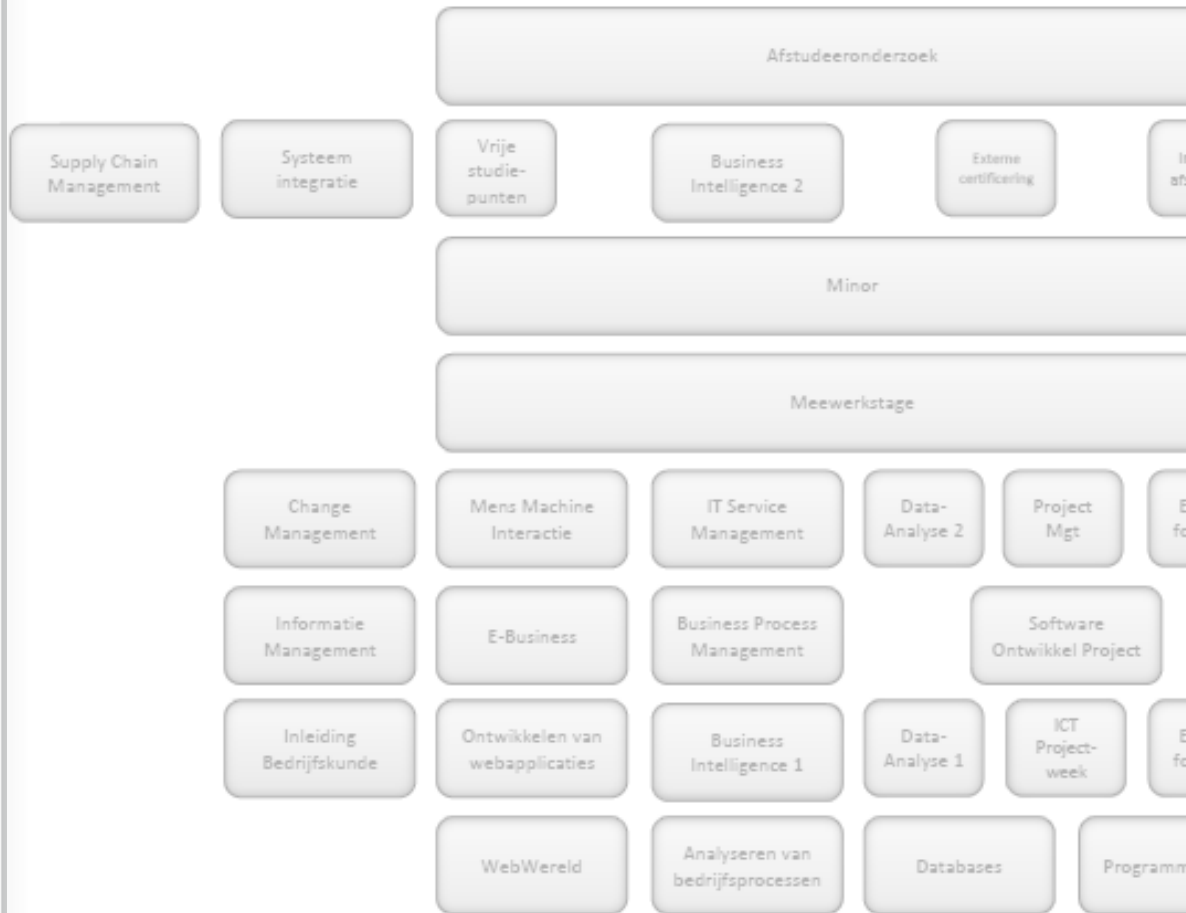 Afstudeeronderzoek
Supply Chain
Management
Systeem
integratie
Vrije
studie-
punten
Business
Intelligence 2
Externe
certificering
Minor
Meewerkstage
Change
Management
Mens Machine
Interactie
IT Service
Management
Data-
Analyse 2
Project
Mgt
Informatie
Management
E-Business
Business Process
Management
Software
Ontwikkel Project
Inleiding
Bedrijfskunde
Ontwikkelen van
webapplicaties
Business
Intelligence 1
Data-
Analyse 1
ICT
Project-
week
WebWereld
Analyseren van
bedrijfsprocessen
Databases